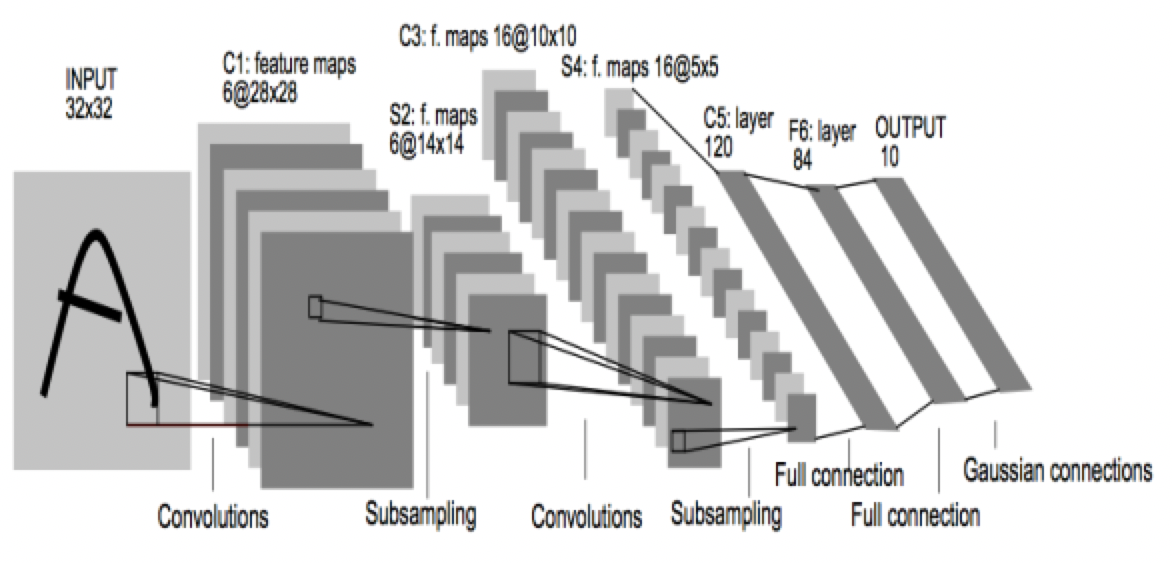 INPUT
32x32
C1: feature maps
6@28x28
S2: f. maps
6@14x14
C3: f. maps 16@10x10
S4: f. maps 16@5x5
C5: layer
120
F6: layer
84
OUTPUT
10
A
Convolutions
Subsampling
Convolutions
Subsampling
Full connection
Full connection
Gaussian connections